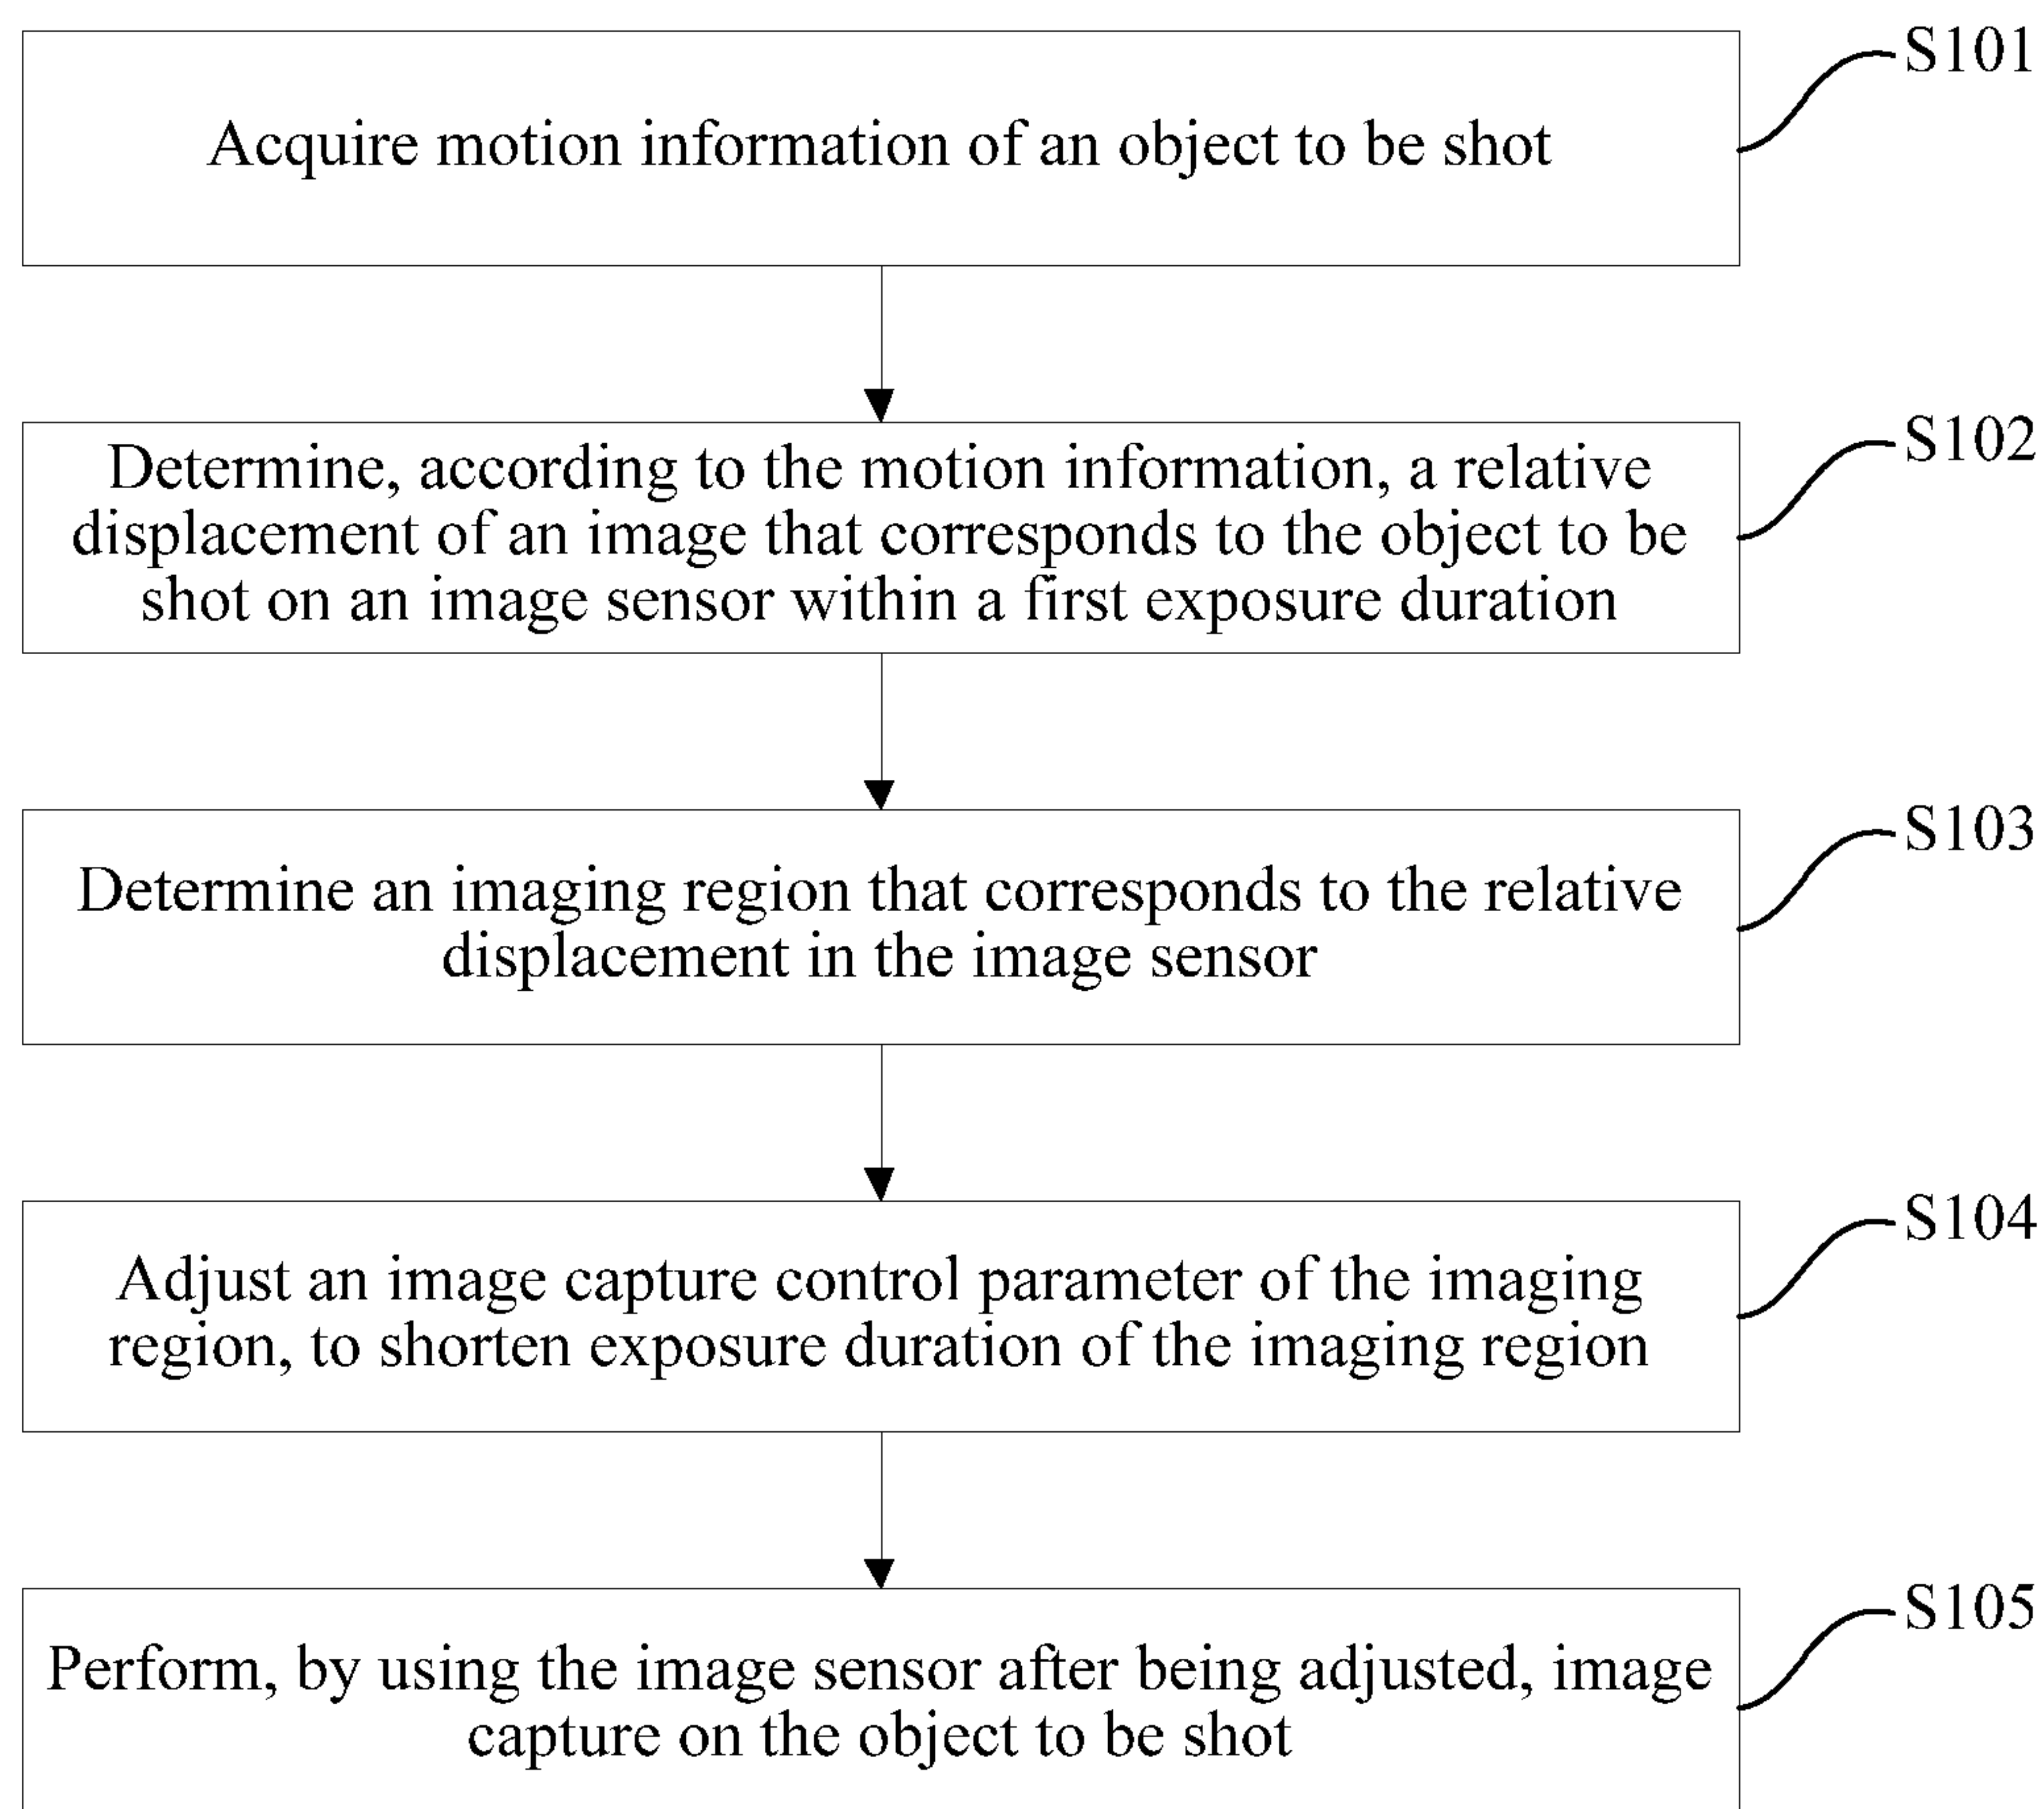 S101
Acquire motion information of an object to be shot
S102
Determine, according to the motion information, a relative
displacement of an image that corresponds to the object to be
shot on an image sensor within a first exposure duration
S103
Determine an imaging region that corresponds to the relative
displacement in the image sensor
S104
Adjust an image capture control parameter of the imaging
region, to shorten exposure duration of the imaging region
S105
Perform, by using the image sensor after being adjusted, image
capture on the object to be shot